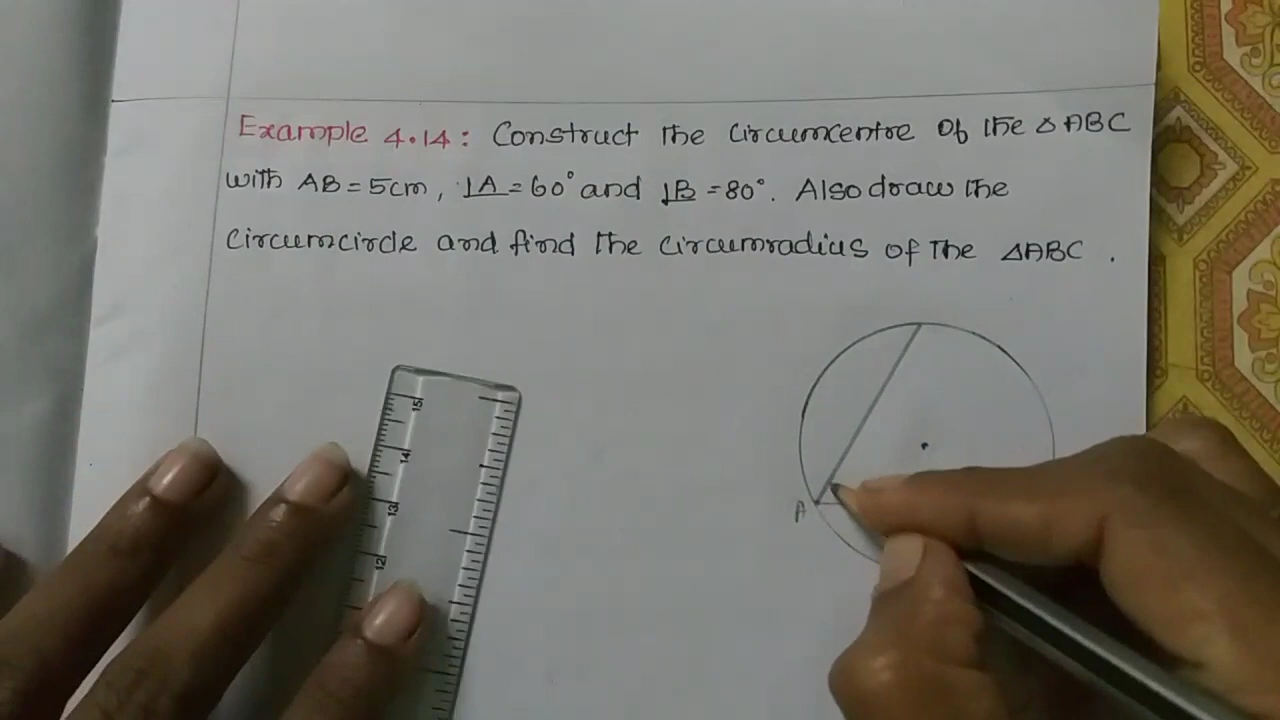 Example 4.14: Construct the circumcentre of the ΔABC
with AB = 5cm, ∠A = 60° and ∠B = 80°. Also draw the
circumcircle and find the circumradius of the ΔABC.
15
14
13
12
A